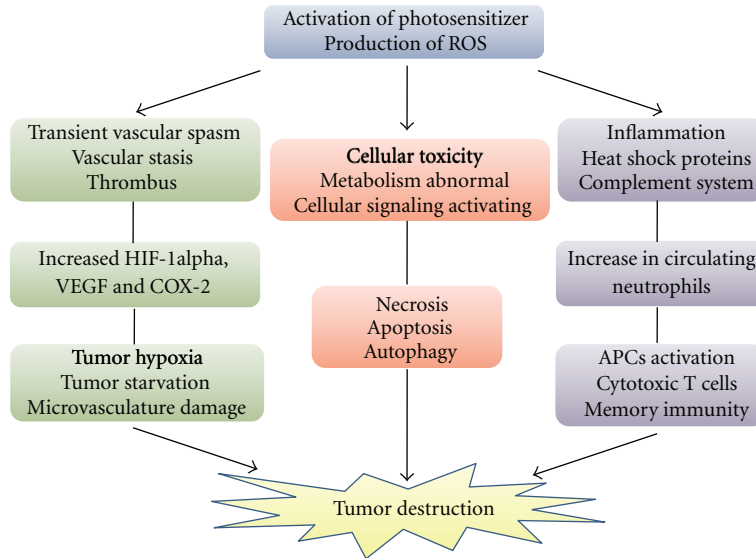 Activation of photosensitizer
Production of ROS
Transient vascular spasm
Vascular stasis
Thrombus
Increased HIF-1alpha,
VEGF and COX-2
Tumor hypoxia
Tumor starvation
Microvasculature damage
Cellular toxicity
Metabolism abnormal
Cellular signaling activating
Necrosis
Apoptosis
Autophagy
Inflammation
Heat shock proteins
Complement system
Increase in circulating
neutrophils
APCs activation
Cytotoxic T cells
Memory immunity
Tumor destruction